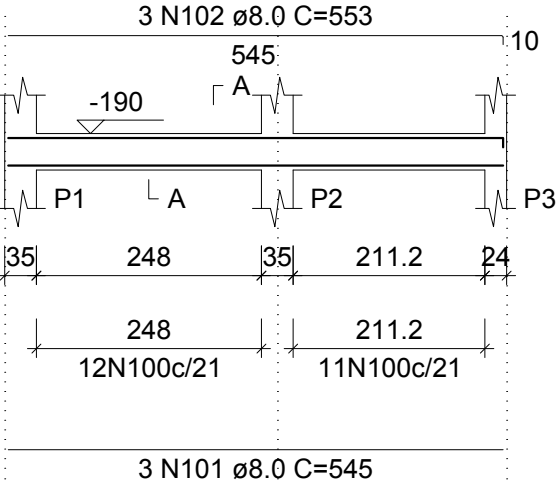 3 N102 ø8.0 C=553
10
545
A
-190
P1
A
P2
P3
35
248
35
211.2
24
248
211.2
12N100c/21
11N100c/21
3 N101 ø8.0 C=545